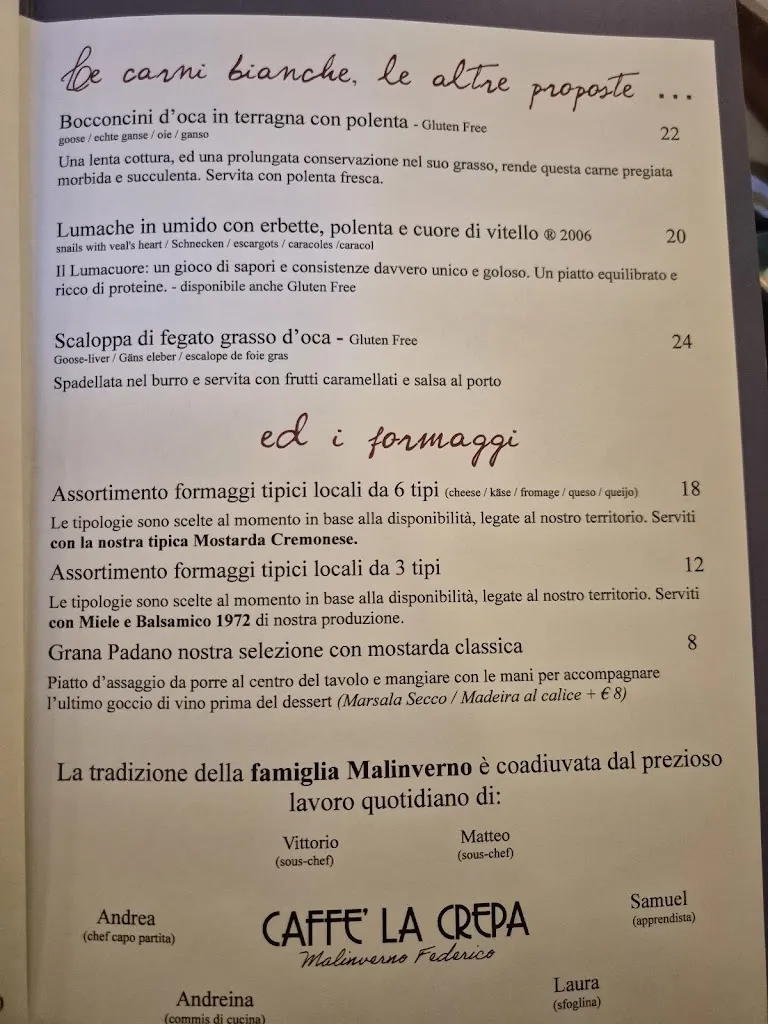 Le carni bianche, le altre proposte ...
Bocconcini d'oca in terragna con polenta - Gluten Free 22
goose / echte ganse / oie / ganso
Una lenta cottura, ed una prolungata conservazione nel suo grasso, rende questa carne pregiata
morbida e succulenta. Servita con polenta fresca.
Lumache in umido con erbette, polenta e cuore di vitello ® 2006 20
snails with veal's heart / Schnecken / escargots / caracoles /caracol
Il Lumacuore: un gioco di sapori e consistenze davvero unico e goloso. Un piatto equilibrato e
ricco di proteine. - disponibile anche Gluten Free
Scaloppa di fegato grasso d'oca - Gluten Free 24
Goose-liver / Gäns eleber / escalope de foie gras
Spadellata nel burro e servita con frutti caramellati e salsa al porto
ed i formaggi
Assortimento formaggi tipici locali da 6 tipi (cheese / käse / fromage / queso / queijo) 18
Le tipologie sono scelte al momento in base alla disponibilità, legate al nostro territorio. Serviti
con la nostra tipica Mostarda Cremonese.
Assortimento formaggi tipici locali da 3 tipi 12
Le tipologie sono scelte al momento in base alla disponibilità, legate al nostro territorio. Serviti
con Miele e Balsamico 1972 di nostra produzione.
Grana Padano nostra selezione con mostarda classica 8
Piatto d'assaggio da porre al centro del tavolo e mangiare con le mani per accompagnare
l'ultimo goccio di vino prima del dessert (Marsala Secco / Madeira al calice + € 8)
La tradizione della famiglia Malinverno è coadiuvata dal prezioso
lavoro quotidiano di:
Vittorio Matteo
(sous-chef) (sous-chef)
Andrea Samuel
(chef capo partita) (apprendista)
CAFFE' LA CREPA
Malinverno Federico
Andreina Laura
(commis di cucina) (sfoglina)